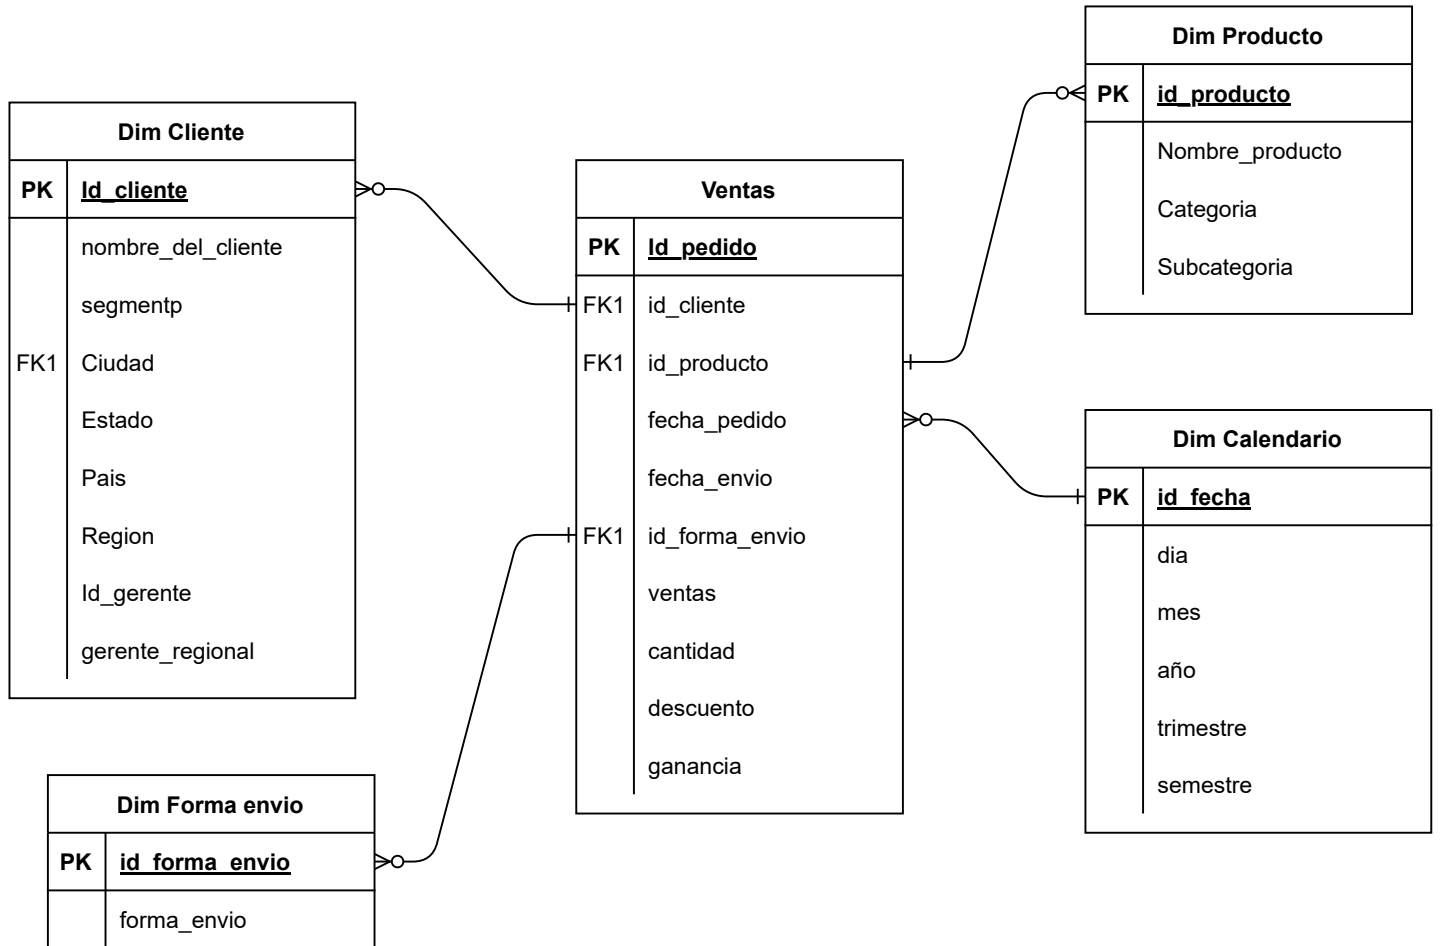 Dim Cliente
PK Id_cliente
nombre_del_cliente
segmentp
FK1 Ciudad
Estado
Pais
Region
Id_gerente
gerente_regional
Dim Forma envio
PK id_forma_envio
forma_envio
Ventas
PK Id_pedido
FK1 id_cliente
FK1 id_producto
fecha_pedido
fecha_envio
FK1 id_forma_envio
ventas
cantidad
descuento
ganancia
Dim Producto
PK id_producto
Nombre_producto
Categoria
Subcategoria
Dim Calendario
PK id_fecha
dia
mes
año
trimestre
semestre